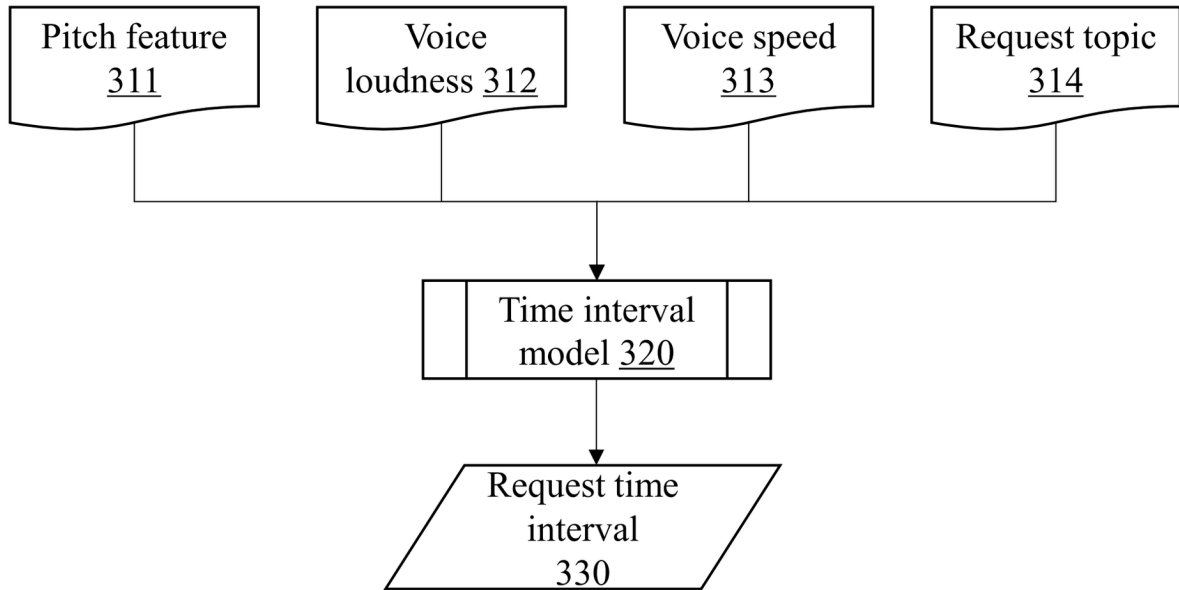 Pitch feature
311
Voice
loudness 312
Voice speed
313
Request topic
314
Time interval
model 320
Request time
interval
330